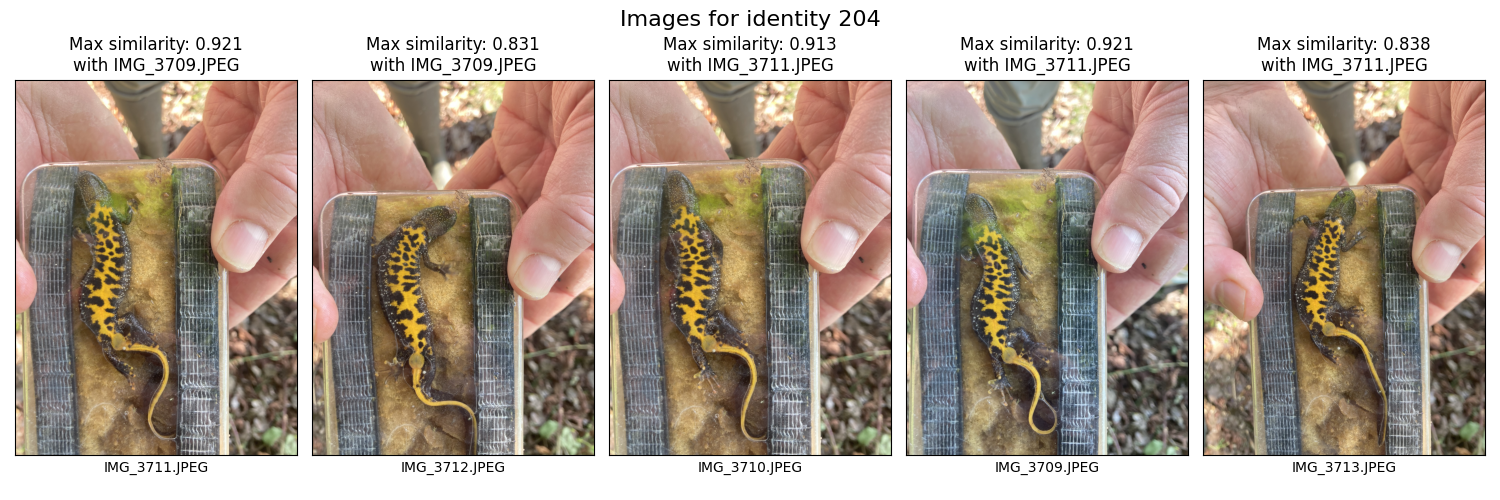 Images for identity 204
Max similarity: 0.921
with IMG_3709.JPEG
Max similarity: 0.831
with IMG_3709.JPEG
Max similarity: 0.913
with IMG_3711.JPEG
Max similarity: 0.921
with IMG_3711.JPEG
Max similarity: 0.838
with IMG_3711.JPEG
IMG_3711.JPEG
IMG_3712.JPEG
IMG_3710.JPEG
IMG_3709.JPEG
IMG_3713.JPEG